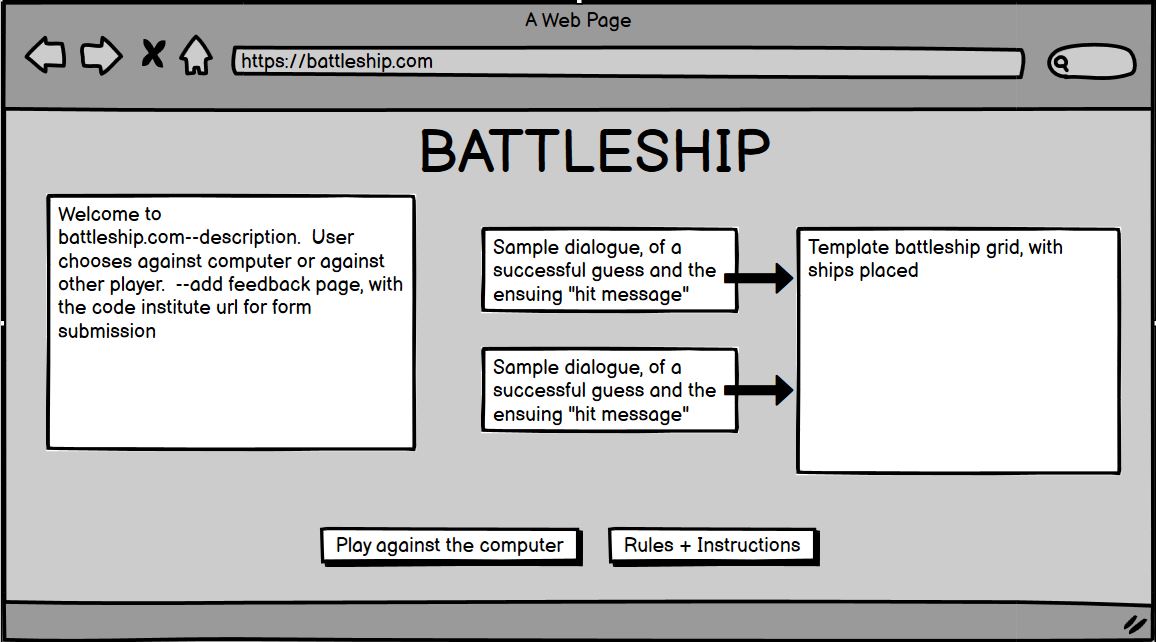 A Web Page
https://battleship.com
BATTLESHIP
Welcome to
battleship.com--description.  User
chooses against computer or against
other player.  --add feedback page, with
the code institute url for form
submission
Sample dialogue, of a
successful guess and the
ensuing "hit message"
Sample dialogue, of a
successful guess and the
ensuing "hit message"
Template battleship grid, with
ships placed
Play against the computer
Rules + Instructions